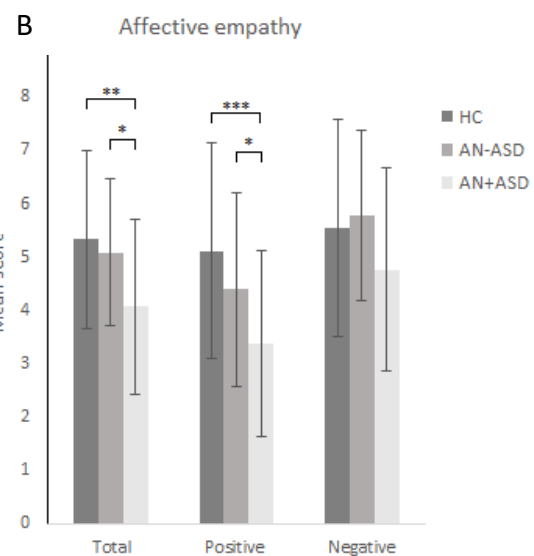 B
Affective empathy
8
7
6
5
4
3
2
1
0
**
*
***
*
HC
AN-ASD
AN+ASD
Total
Positive
Negative